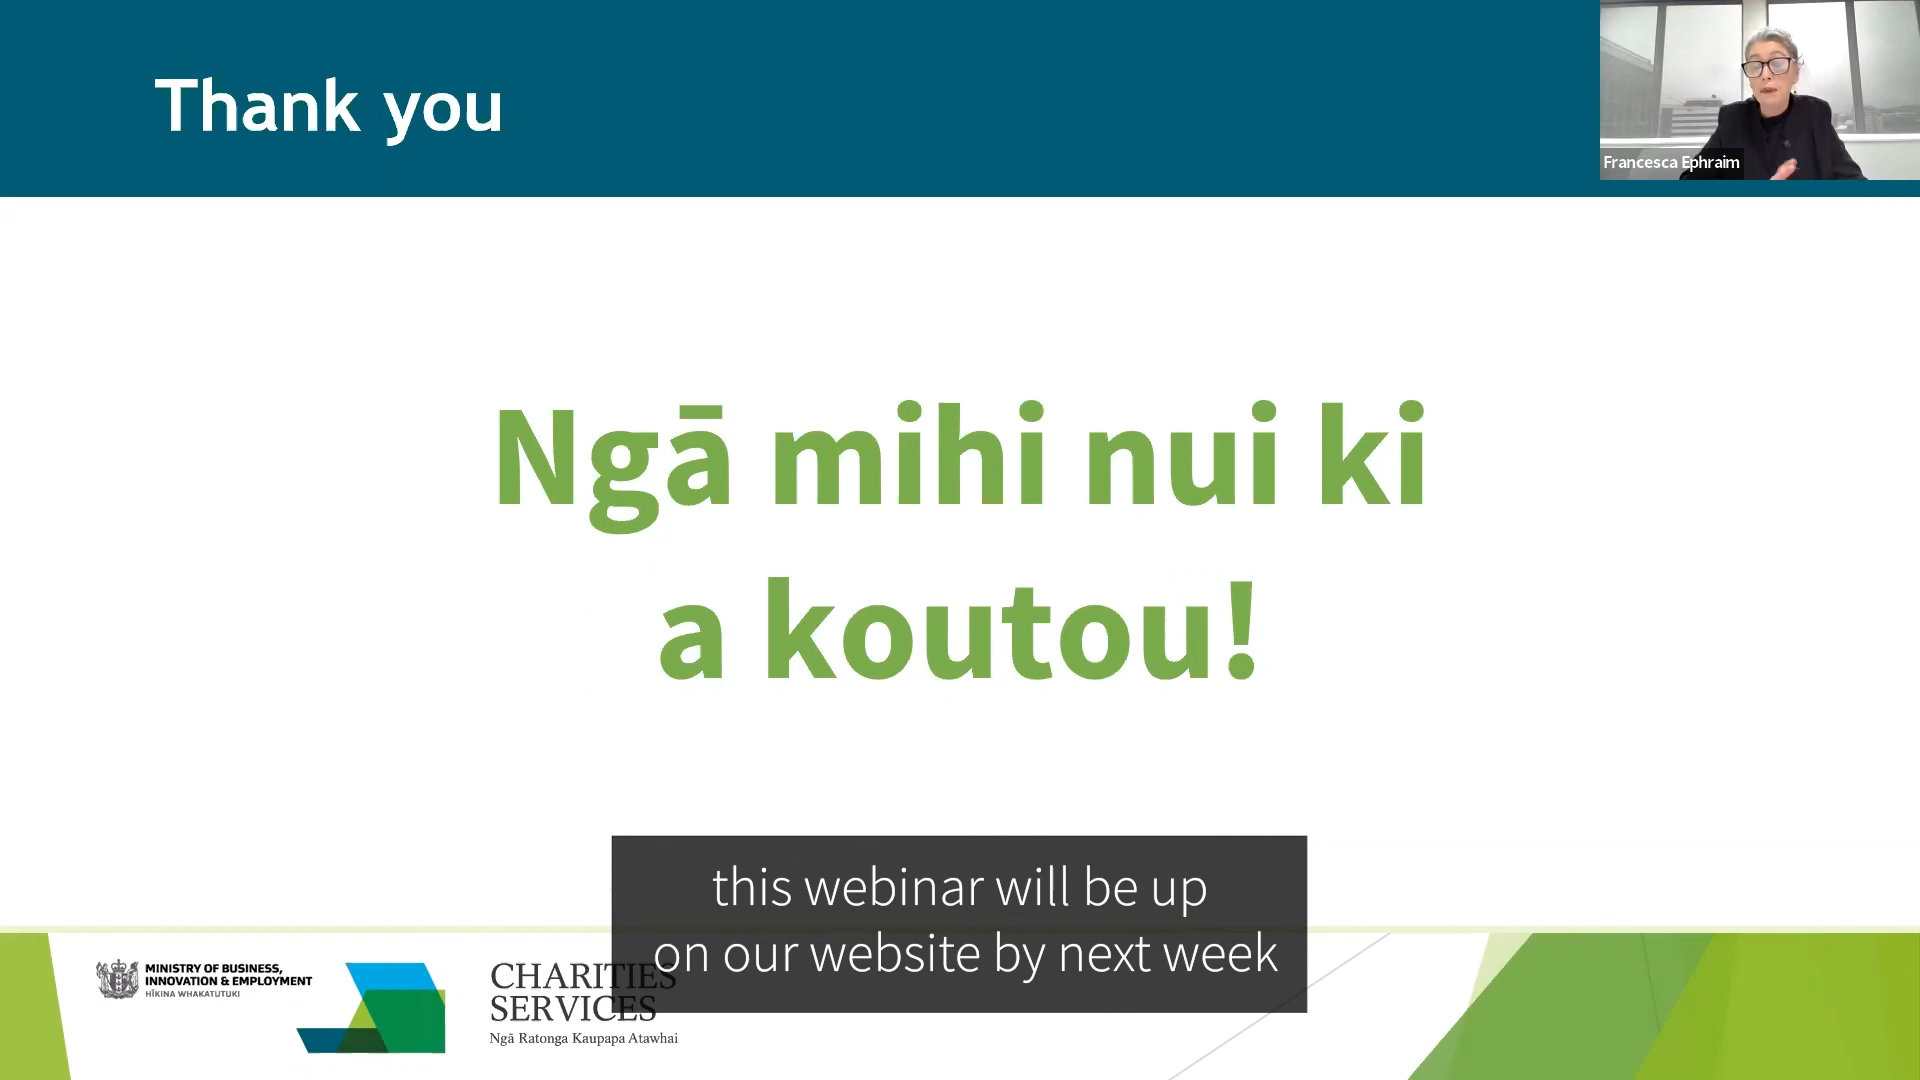 Thank you
Francesca Ephraim
Ngā mihi nui ki
a koutou!
this webinar will be up
on our website by next week
MINISTRY OF BUSINESS,
INNOVATION & EMPLOYMENT
HĪKINA WHAKATUTUKI
CHARITIES
SERVICES
Ngā Ratonga Kaupapa Atawhai